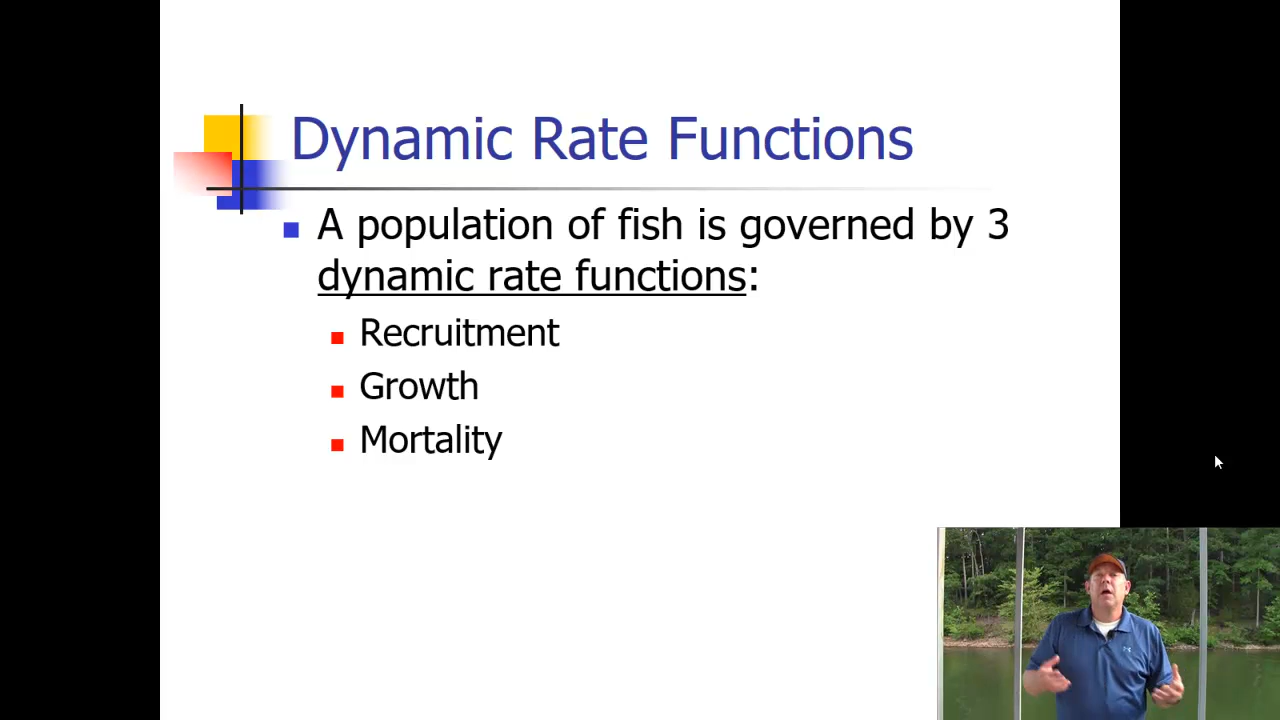 Dynamic Rate Functions
A population of fish is governed by 3
dynamic rate functions:
Recruitment
Growth
Mortality